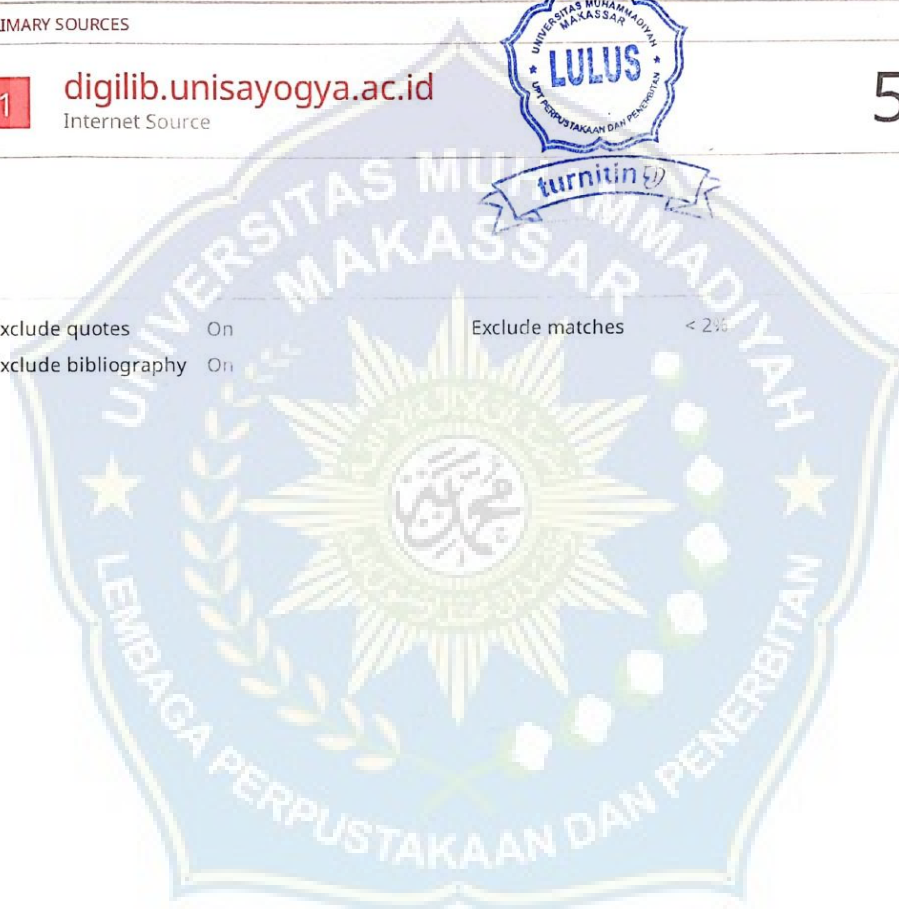 IMARY SOURCES
1
digilib.unisayogya.ac.id
5
Internet Source
UNIVERSITAS MUHAMMADIYAH
MAKASSAR
LULUS
UPT PERPUSTAKAAN DAN PENERBITAN
turnitin
xclude quotes On
Exclude matches < 2%
xclude bibliography On
UNIVERSITAS MUHAMMADIYAH
MAKASSAR
LEMBAGA PERPUSTAKAAN DAN PENERBITAN